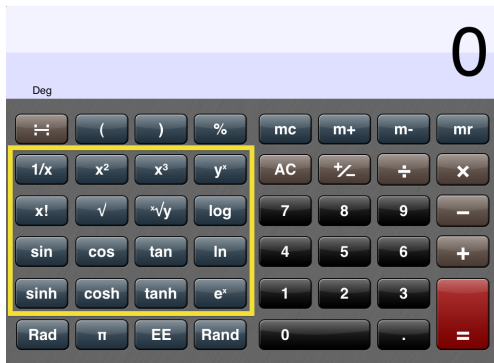 0
Deg
( ) % mc m+ m- mr
1/x x² x³ yˣ AC +/− ÷ ×
x! √ ˣ√y log 7 8 9 −
sin cos tan ln 4 5 6 +
sinh cosh tanh eˣ 1 2 3
Rad π EE Rand 0 . =